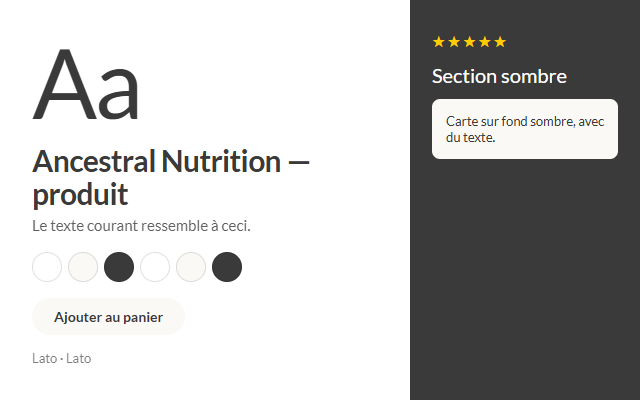 Aa
Ancestral Nutrition —
produit
Le texte courant ressemble à ceci.
Ajouter au panier
Lato · Lato
Section sombre
Carte sur fond sombre, avec
du texte.